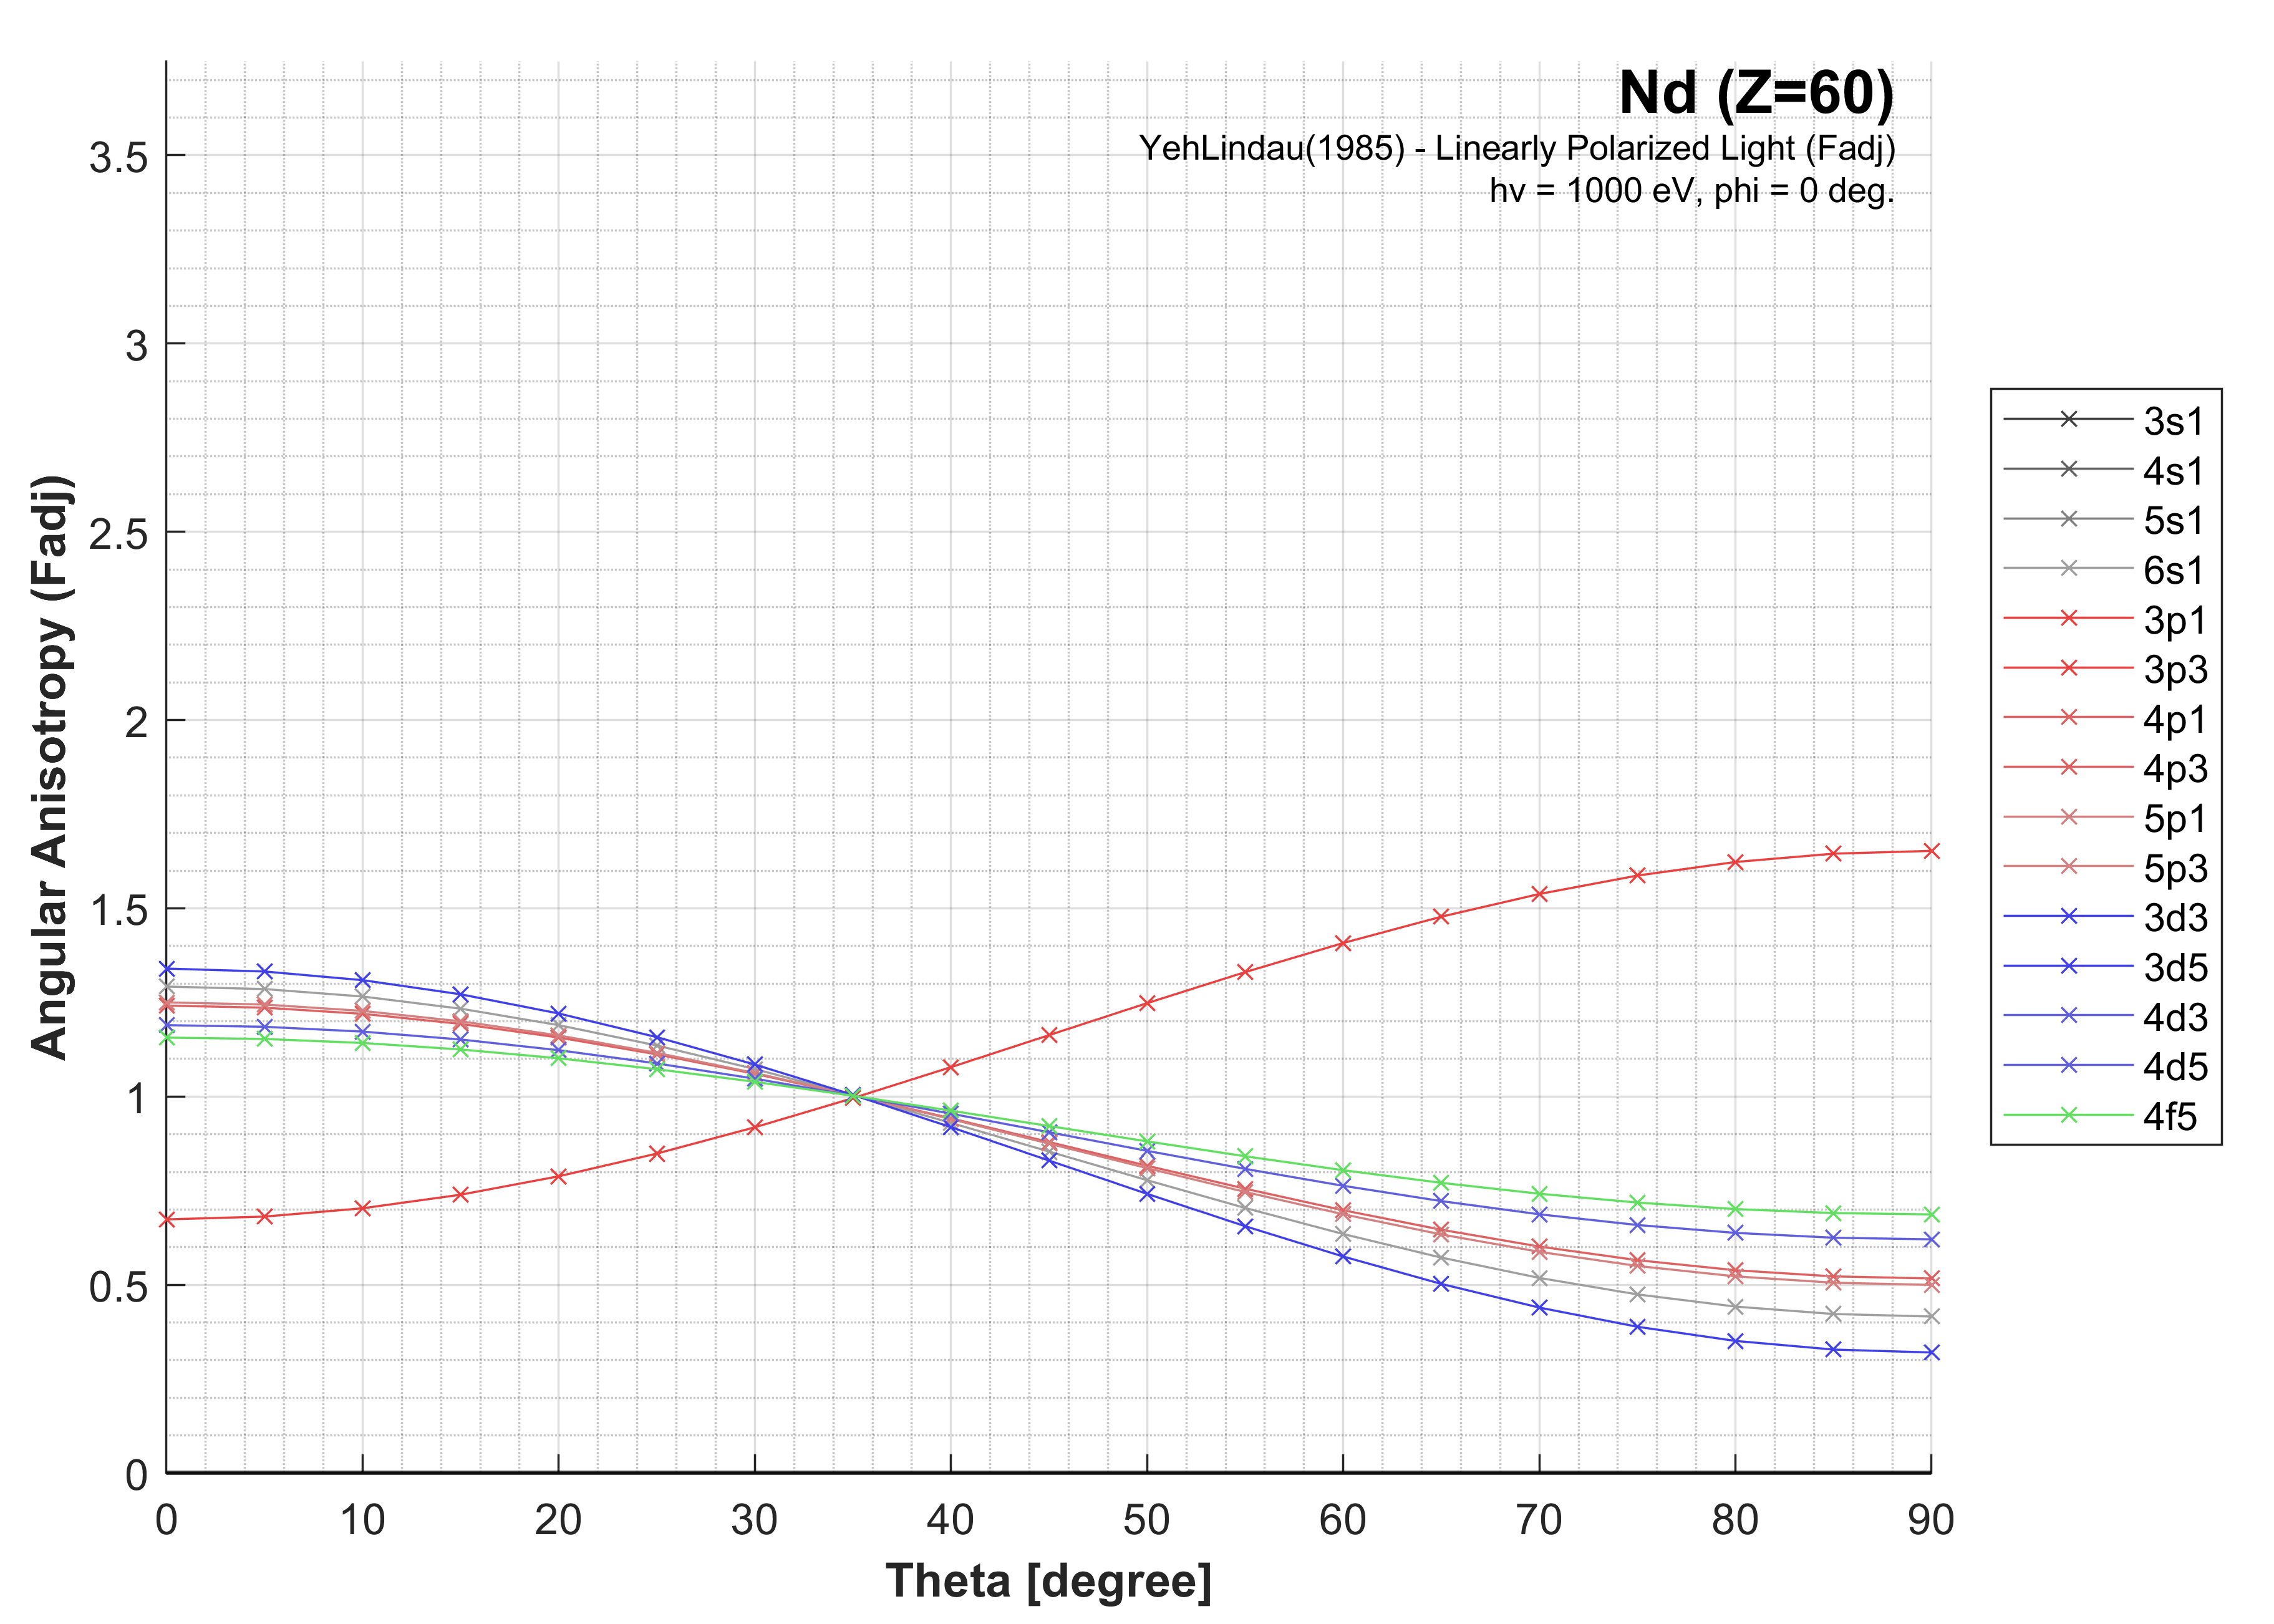 Nd (Z=60)
YehLindau(1985) - Linearly Polarized Light (Fadj)
hv = 1000 eV, phi = 0 deg.
Angular Anisotropy (Fadj)
3.5
3
2.5
2
1.5
1
0.5
0
0 10 20 30 40 50 60 70 80 90
Theta [degree]
3s1
4s1
5s1
6s1
3p1
3p3
4p1
4p3
5p1
5p3
3d3
3d5
4d3
4d5
4f5